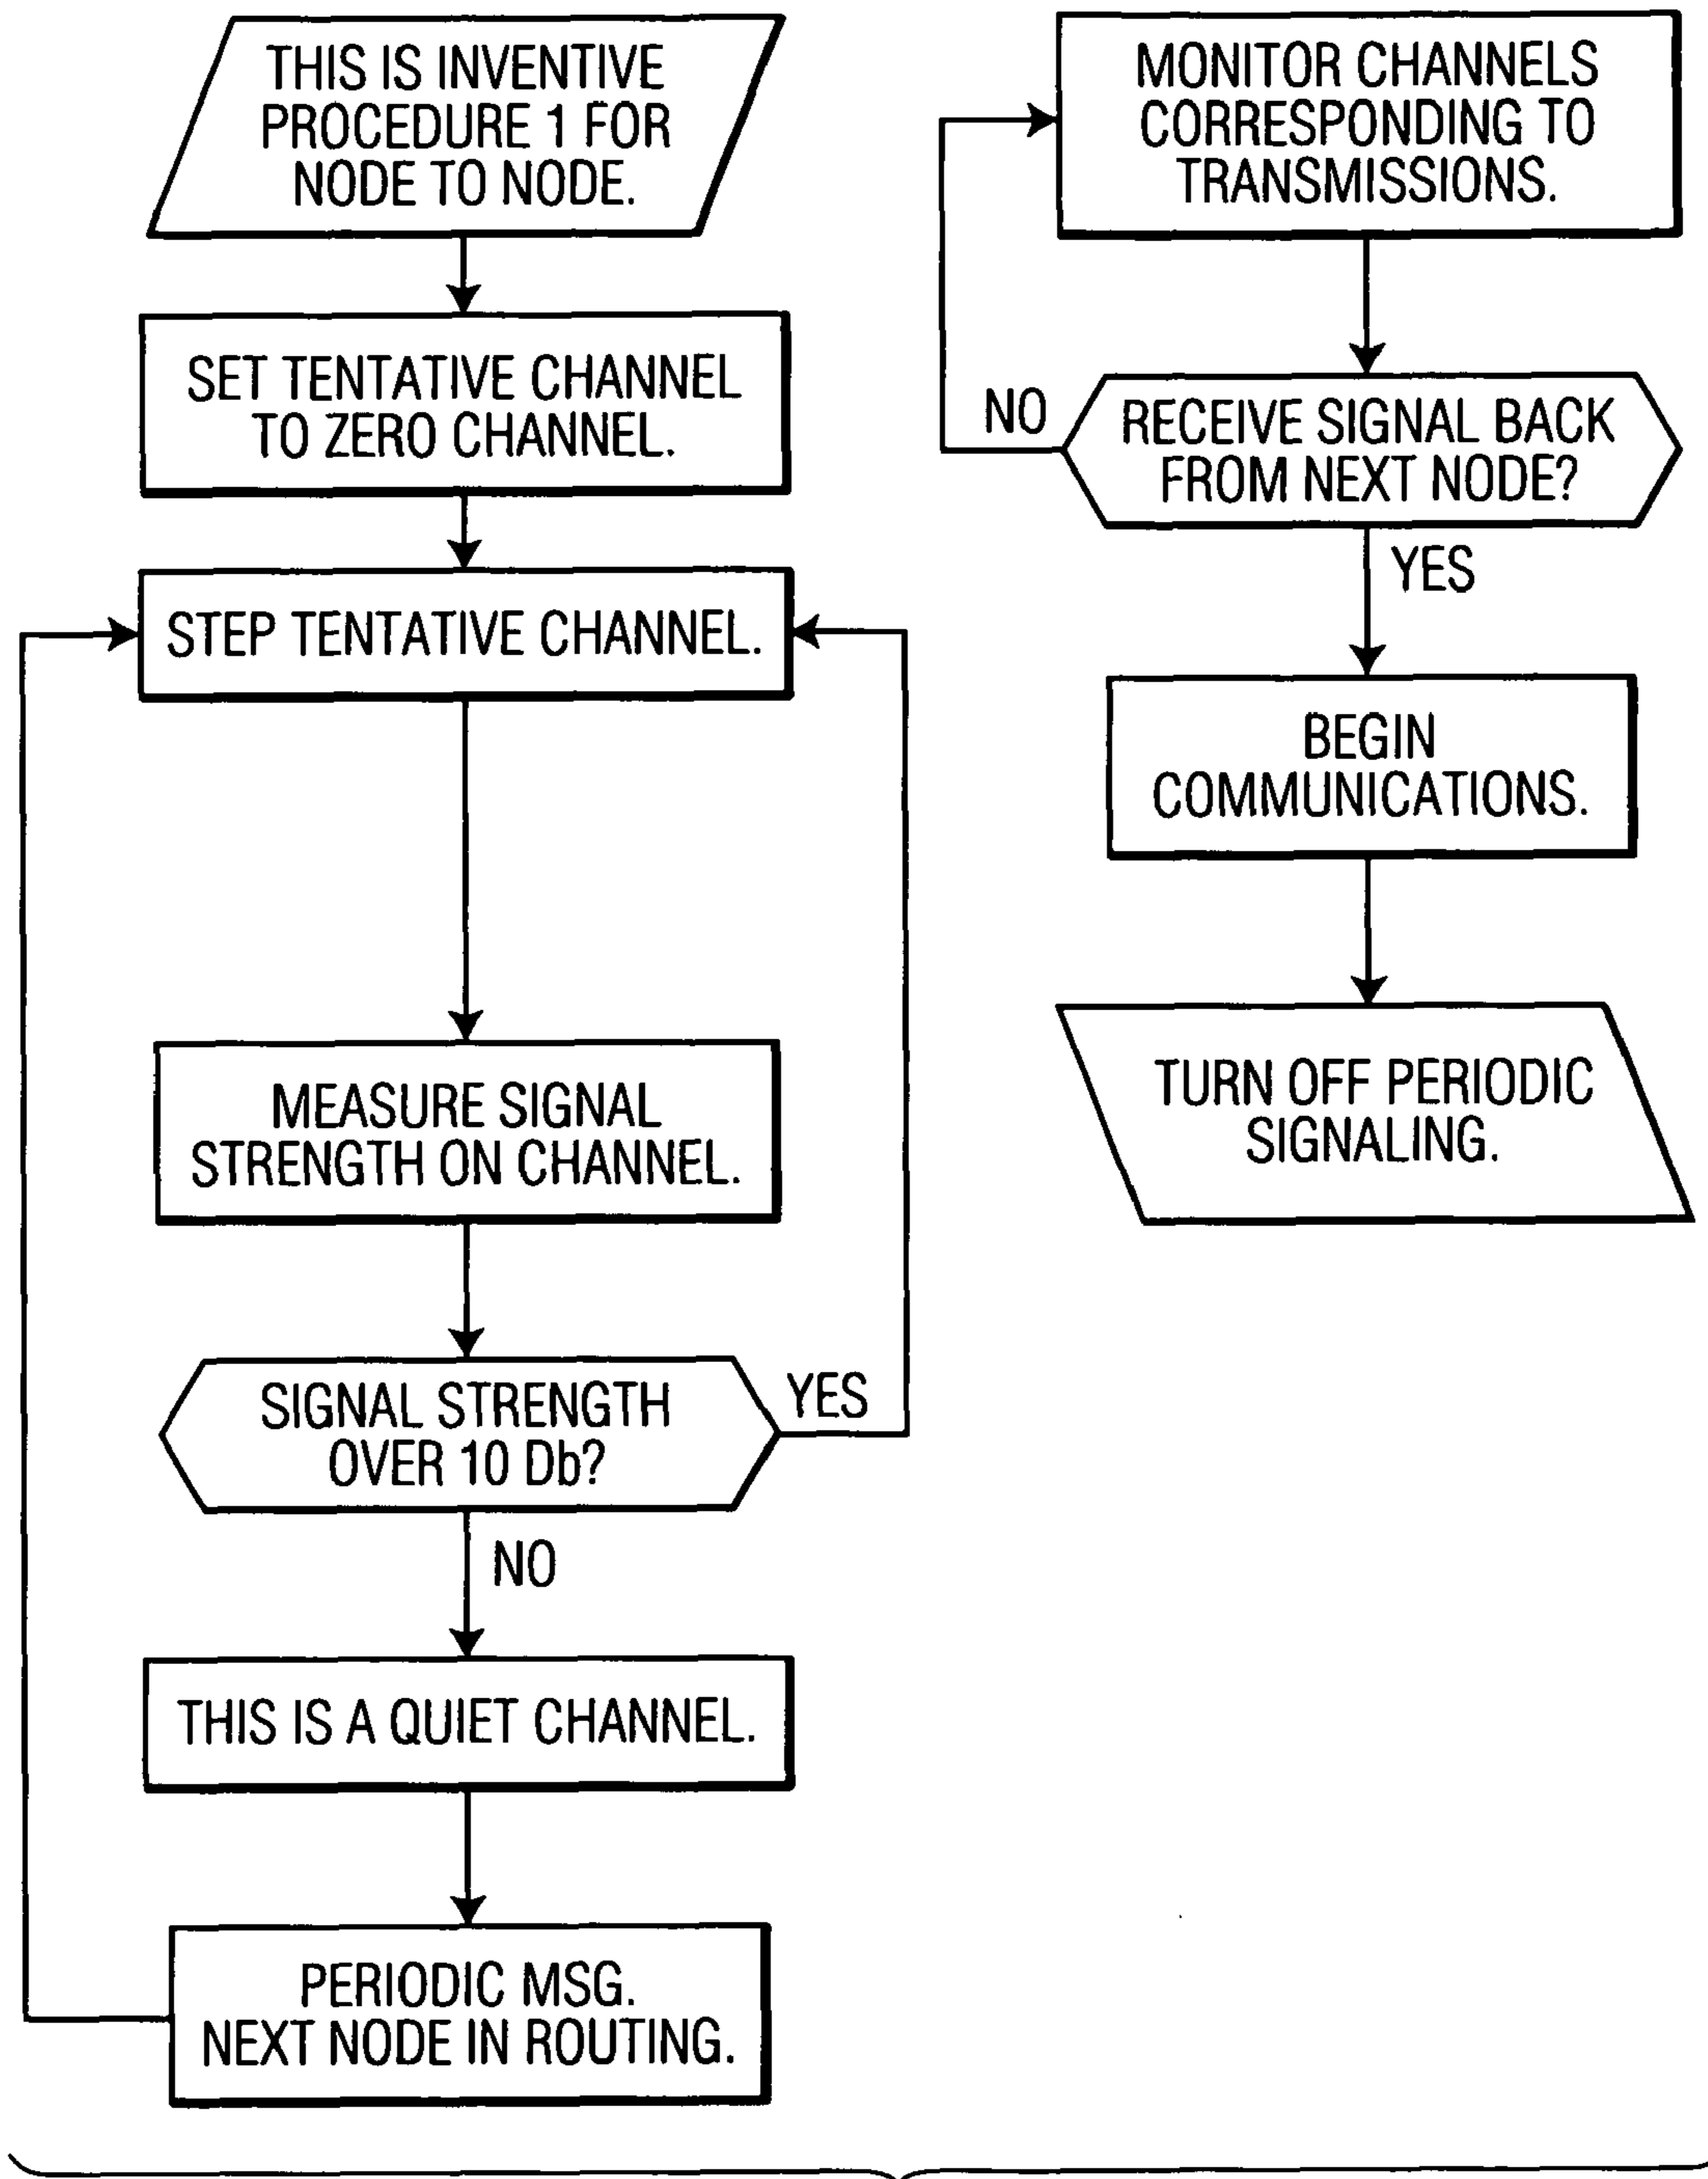 THIS IS INVENTIVE
PROCEDURE 1 FOR
NODE TO NODE.
SET TENTATIVE CHANNEL
TO ZERO CHANNEL.
STEP TENTATIVE CHANNEL.
MEASURE SIGNAL
STRENGTH ON CHANNEL.
SIGNAL STRENGTH
OVER 10 Db?
YES
NO
THIS IS A QUIET CHANNEL.
PERIODIC MSG.
NEXT NODE IN ROUTING.
MONITOR CHANNELS
CORRESPONDING TO
TRANSMISSIONS.
NO
RECEIVE SIGNAL BACK
FROM NEXT NODE?
YES
BEGIN
COMMUNICATIONS.
TURN OFF PERIODIC
SIGNALING.